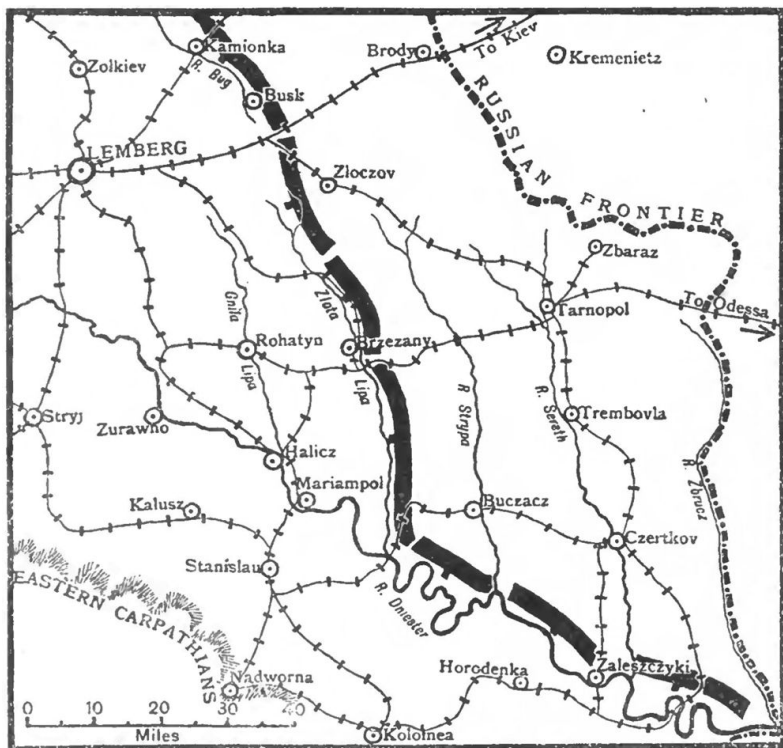 Kamionka
Brody
To Kiev
Kremenietz
Zolkiev
R. Bug
Busk
LEMBERG
RUSSIAN FRONTIER
Złoczov
Zbaraz
Gnila Lipa
Złota Lipa
Tarnopol
To Odessa
Rohatyn
Brzezany
R Strypa
R. Sereth
Trembovla
Stryj
Zurawno
Halicz
Mariampol
R. Zbrucz
Kalusz
Buczacz
Czertkov
Stanislau
EASTERN CARPATHIANS
R. Dniester
Nadworna
Horodenka
Zaleszczyki
0 10 20 30 40
Miles
Kolomea